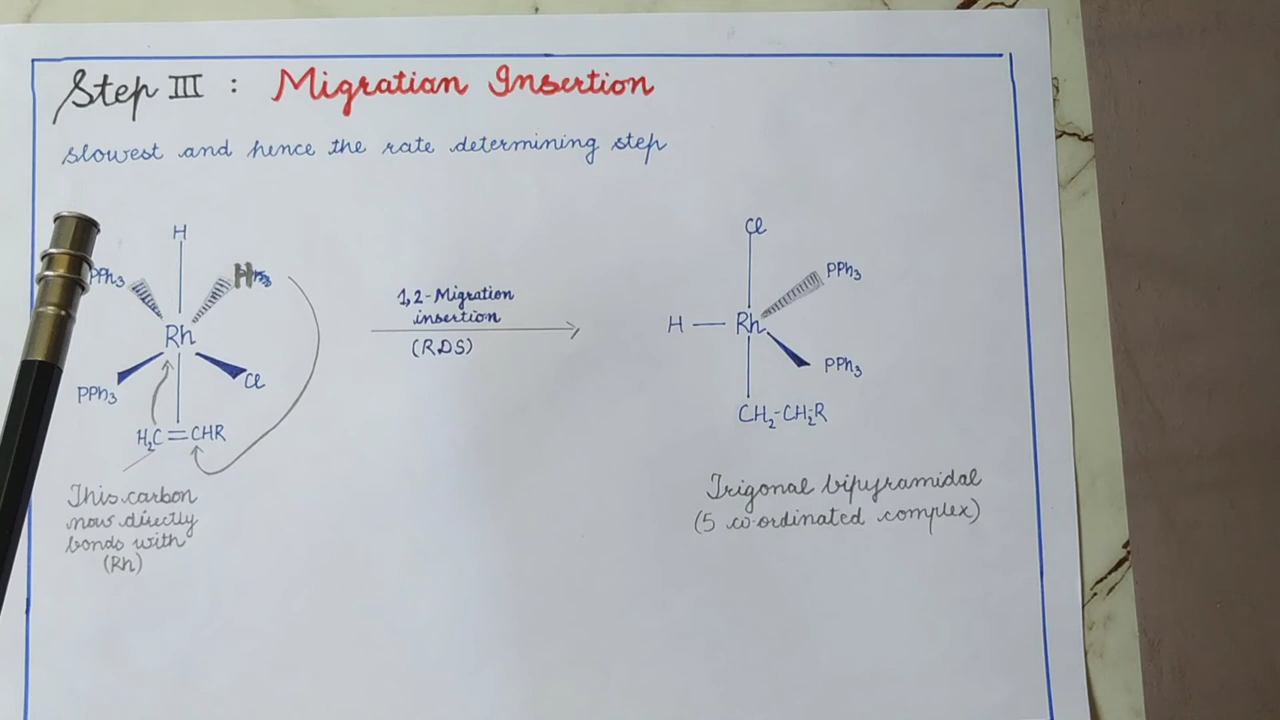 Step III : Migration Insertion
slowest and hence the rate determining step
H
PPh₃
H
Rh
PPh₃
Cl
H₂C=CHR
This carbon
now directly
bonds with
(Rh)
1,2-Migration
insertion
(RDS)
Cl
PPh₃
H — Rh
PPh₃
CH₂-CH₂R
Trigonal bipyramidal
(5 co-ordinated complex)